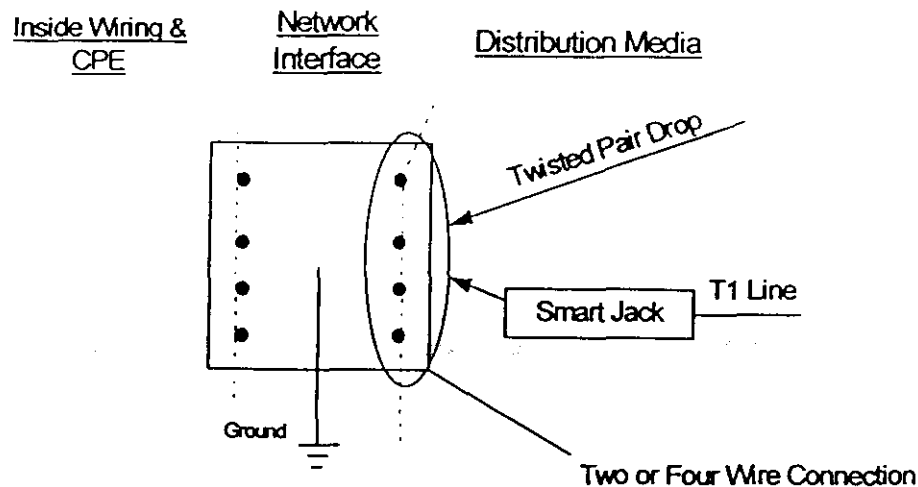 Inside Wiring &
CPE
Network
Interface
Distribution Media
Twisted Pair Drop
Smart Jack
T1 Line
Ground
Two or Four Wire Connection